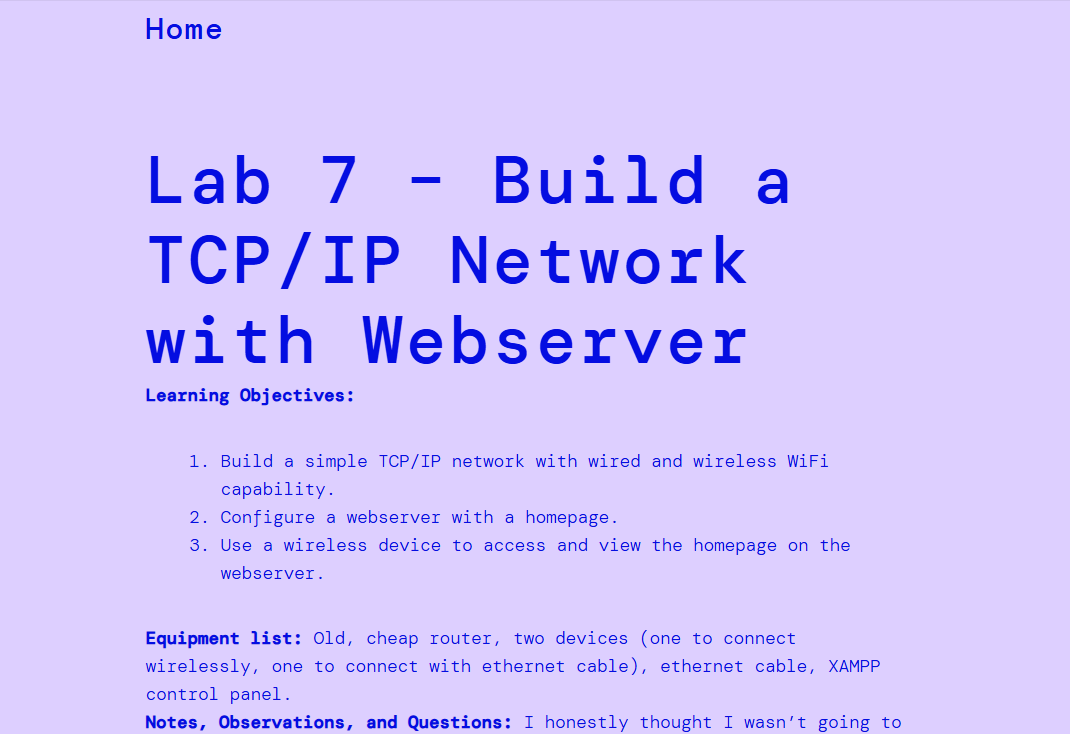 Home
Lab 7 – Build a
TCP/IP Network
with Webserver
Learning Objectives:
1. Build a simple TCP/IP network with wired and wireless WiFi
capability.
2. Configure a webserver with a homepage.
3. Use a wireless device to access and view the homepage on the
webserver.
Equipment list: Old, cheap router, two devices (one to connect
wirelessly, one to connect with ethernet cable), ethernet cable, XAMPP
control panel.
Notes, Observations, and Questions: I honestly thought I wasn’t going to